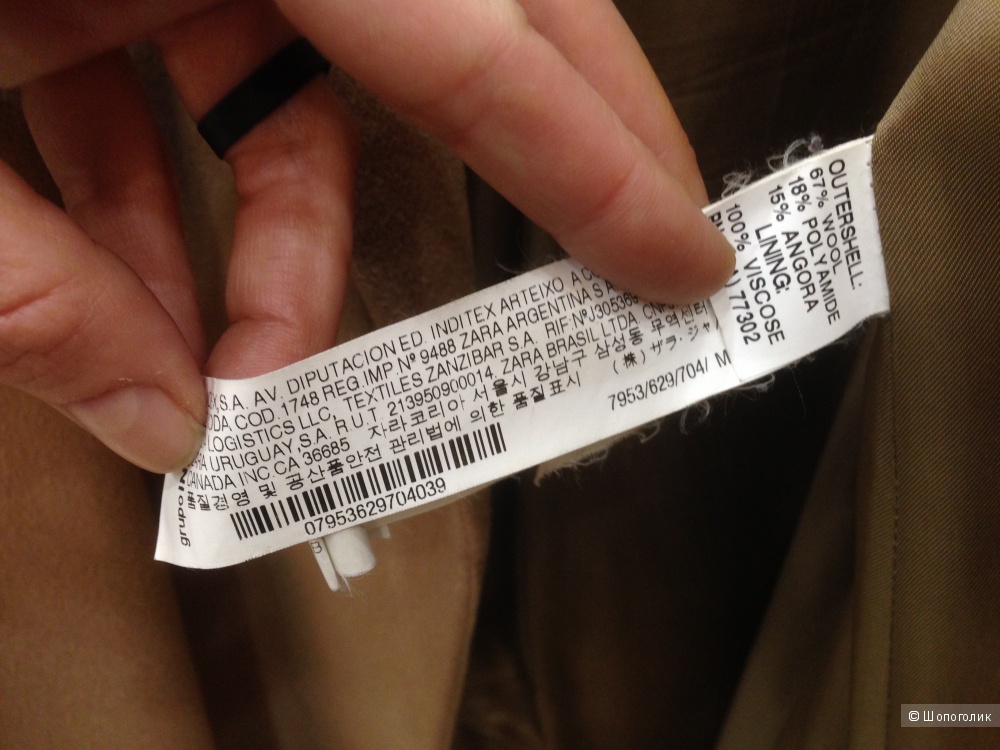 OUTERSHELL:
67% WOOL
18% POLYAMIDE
15% ANGORA
LINING:
100% VISCOSE
77302
S.A. AV. DIPUTACION ED. INDITEX ARTEIXO
COD. 1748 REG.IMP.Nº 9488 ZARA ARGENTINA S.A
LOGISTICS LLC, TEXTILES ZANZIBAR S.A. RIF.NºJ305369
URUGUAY,S.A. R.U.T. 213950900014. ZARA BRASIL LTDA.
CANADA INC. CA 36685 자라코리아 서울시 강남구 삼성동
품질경영 및 공산품안전 관리법에 의한 품질표시 (株) ザラ・ジャ
7953/629/704/ M
grupo
07953629704039
© Шопоголик